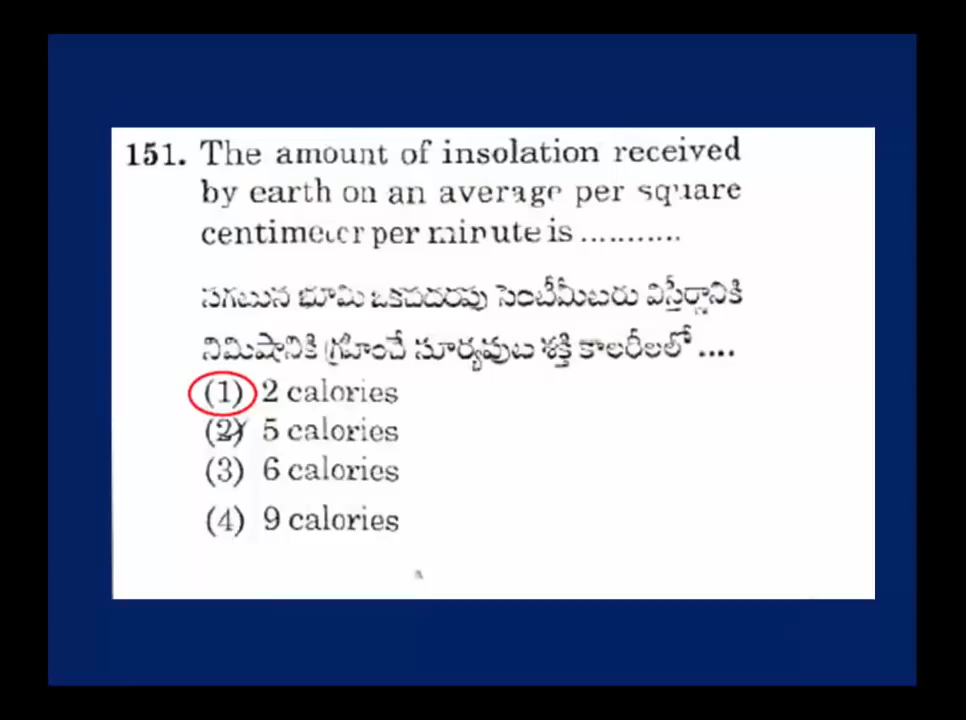 151. The amount of insolation received
by earth on an average per square
centimeter per minute is ...........
సగటున భూమి ఒకచదరపు సెంటీమీటరు విస్తీర్ణానికి
నిమిషానికి గ్రహించే సూర్యపుట శక్తి కాలరీలలో ....
(1) 2 calories
(2) 5 calories
(3) 6 calories
(4) 9 calories